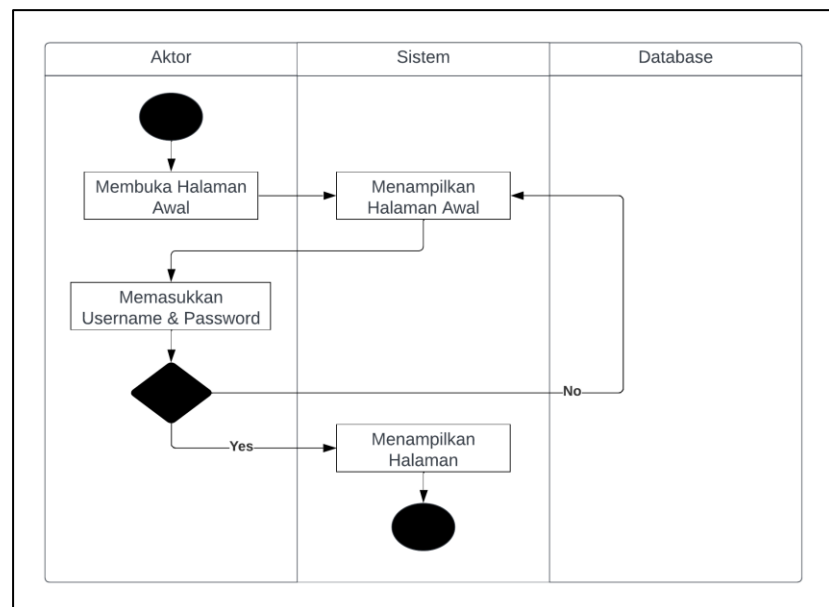 Aktor
Sistem
Database
Membuka Halaman
Awal
Menampilkan
Halaman Awal
Memasukkan
Username & Password
No
Yes
Menampilkan
Halaman